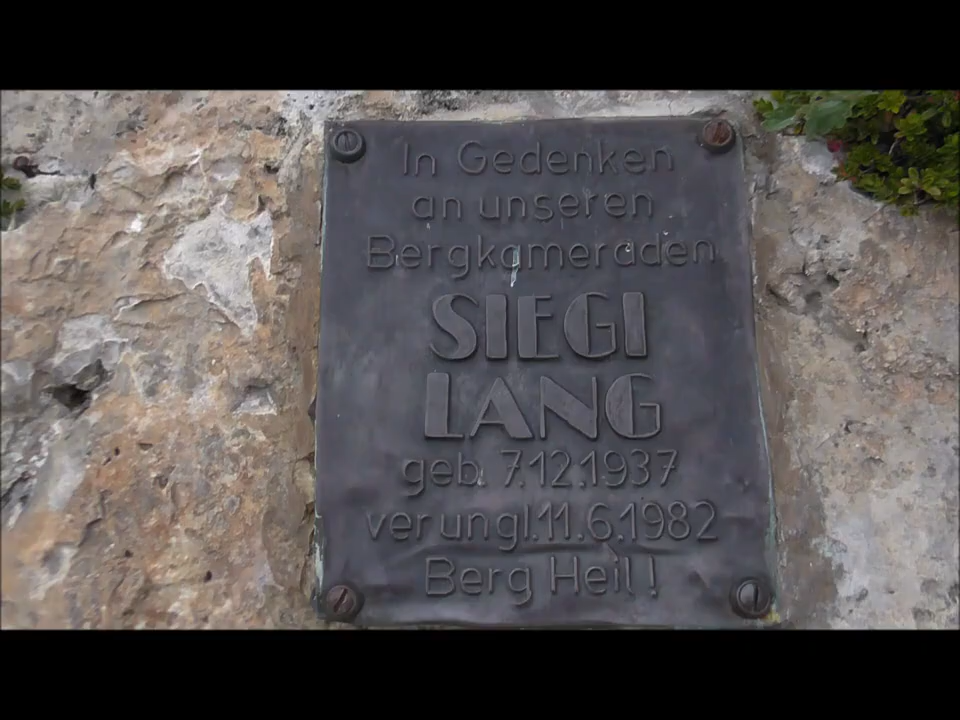 In Gedenken
an unseren
Bergkameraden
SIEGI
LANG
geb. 7.12.1937
verungl. 11.6.1982
Berg Heil!